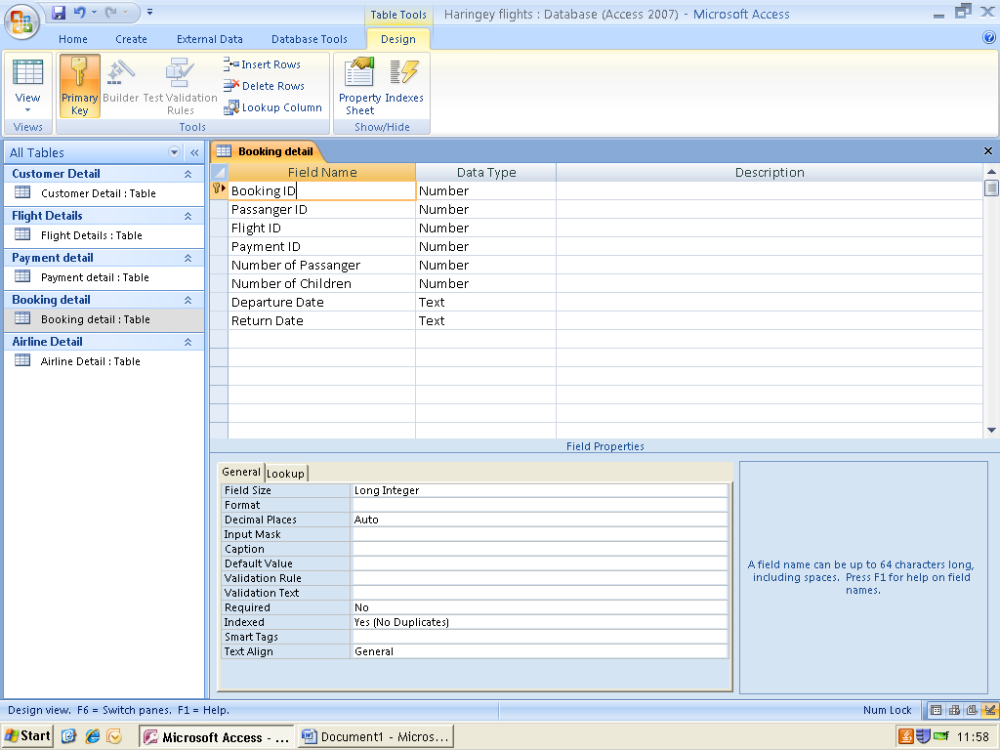 Table Tools
Haringey flights : Database (Access 2007) - Microsoft Access
Home Create External Data Database Tools Design
View
Primary Key
Builder
Test Validation Rules
Insert Rows
Delete Rows
Lookup Column
Property Sheet
Indexes
Views
Tools
Show/Hide
All Tables
Customer Detail
Customer Detail : Table
Flight Details
Flight Details : Table
Payment detail
Payment detail : Table
Booking detail
Booking detail : Table
Airline Detail
Airline Detail : Table
Booking detail
Field Name Data Type Description
Booking ID Number
Passanger ID Number
Flight ID Number
Payment ID Number
Number of Passanger Number
Number of Children Number
Departure Date Text
Return Date Text
Field Properties
General Lookup
Field Size Long Integer
Format
Decimal Places Auto
Input Mask
Caption
Default Value
Validation Rule
Validation Text
Required No
Indexed Yes (No Duplicates)
Smart Tags
Text Align General
A field name can be up to 64 characters long,
including spaces. Press F1 for help on field
names.
Design view. F6 = Switch panes. F1 = Help.
Num Lock
Start
Microsoft Access - ...
Document1 - Micros...
11:58